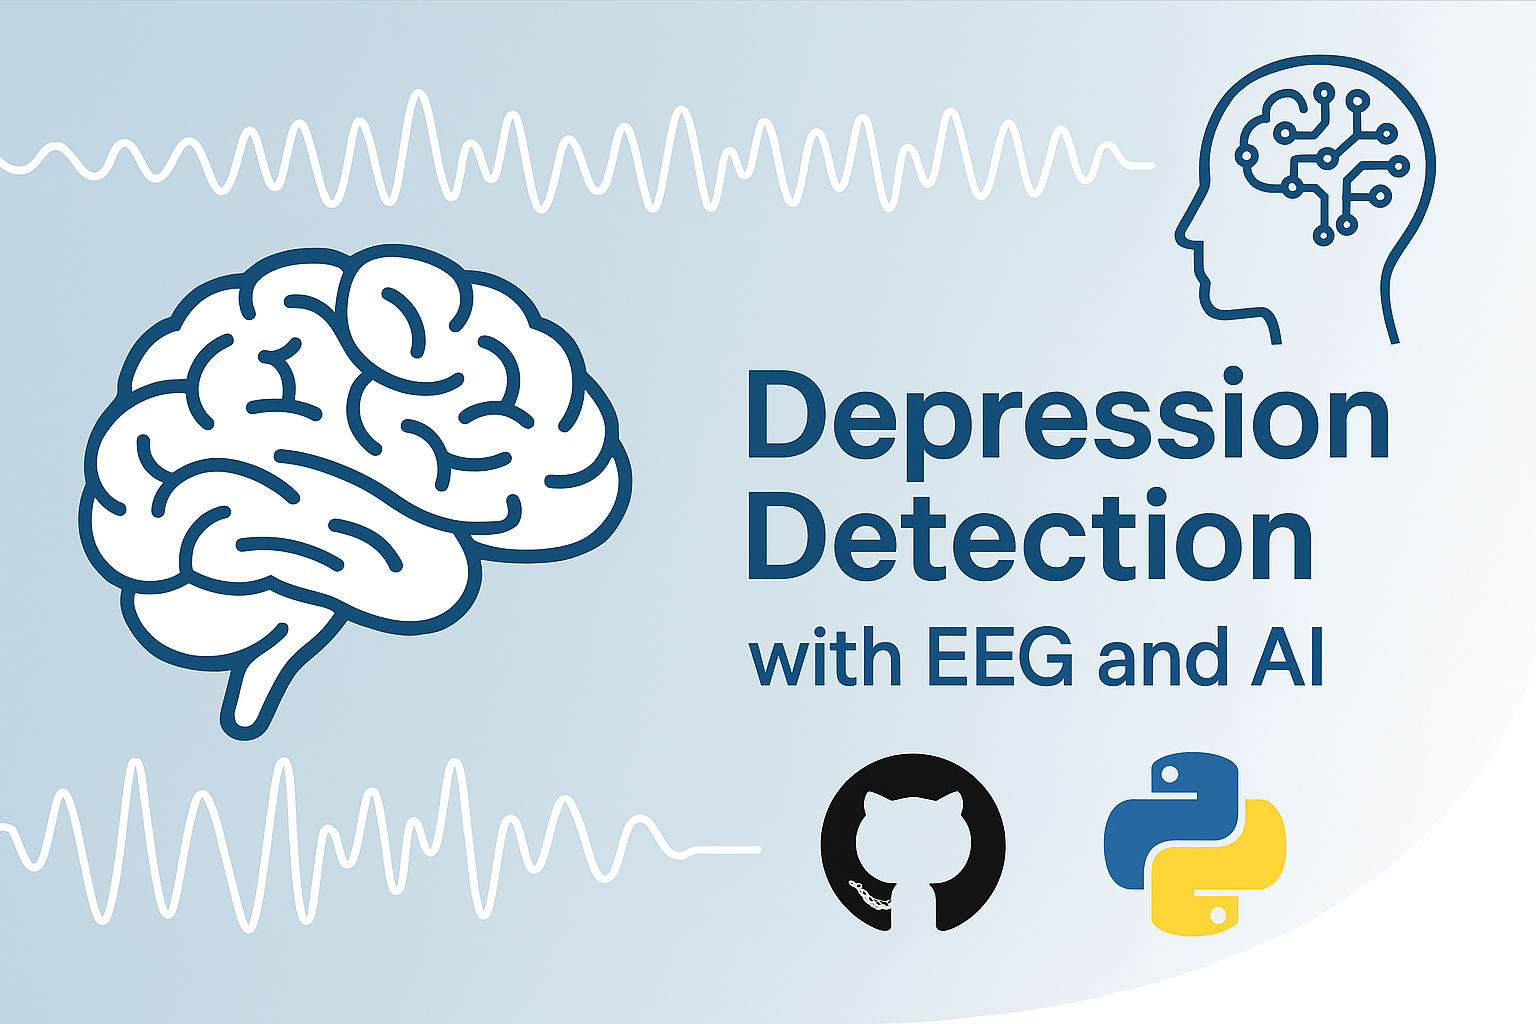 Depression
Detection
with EEG and AI